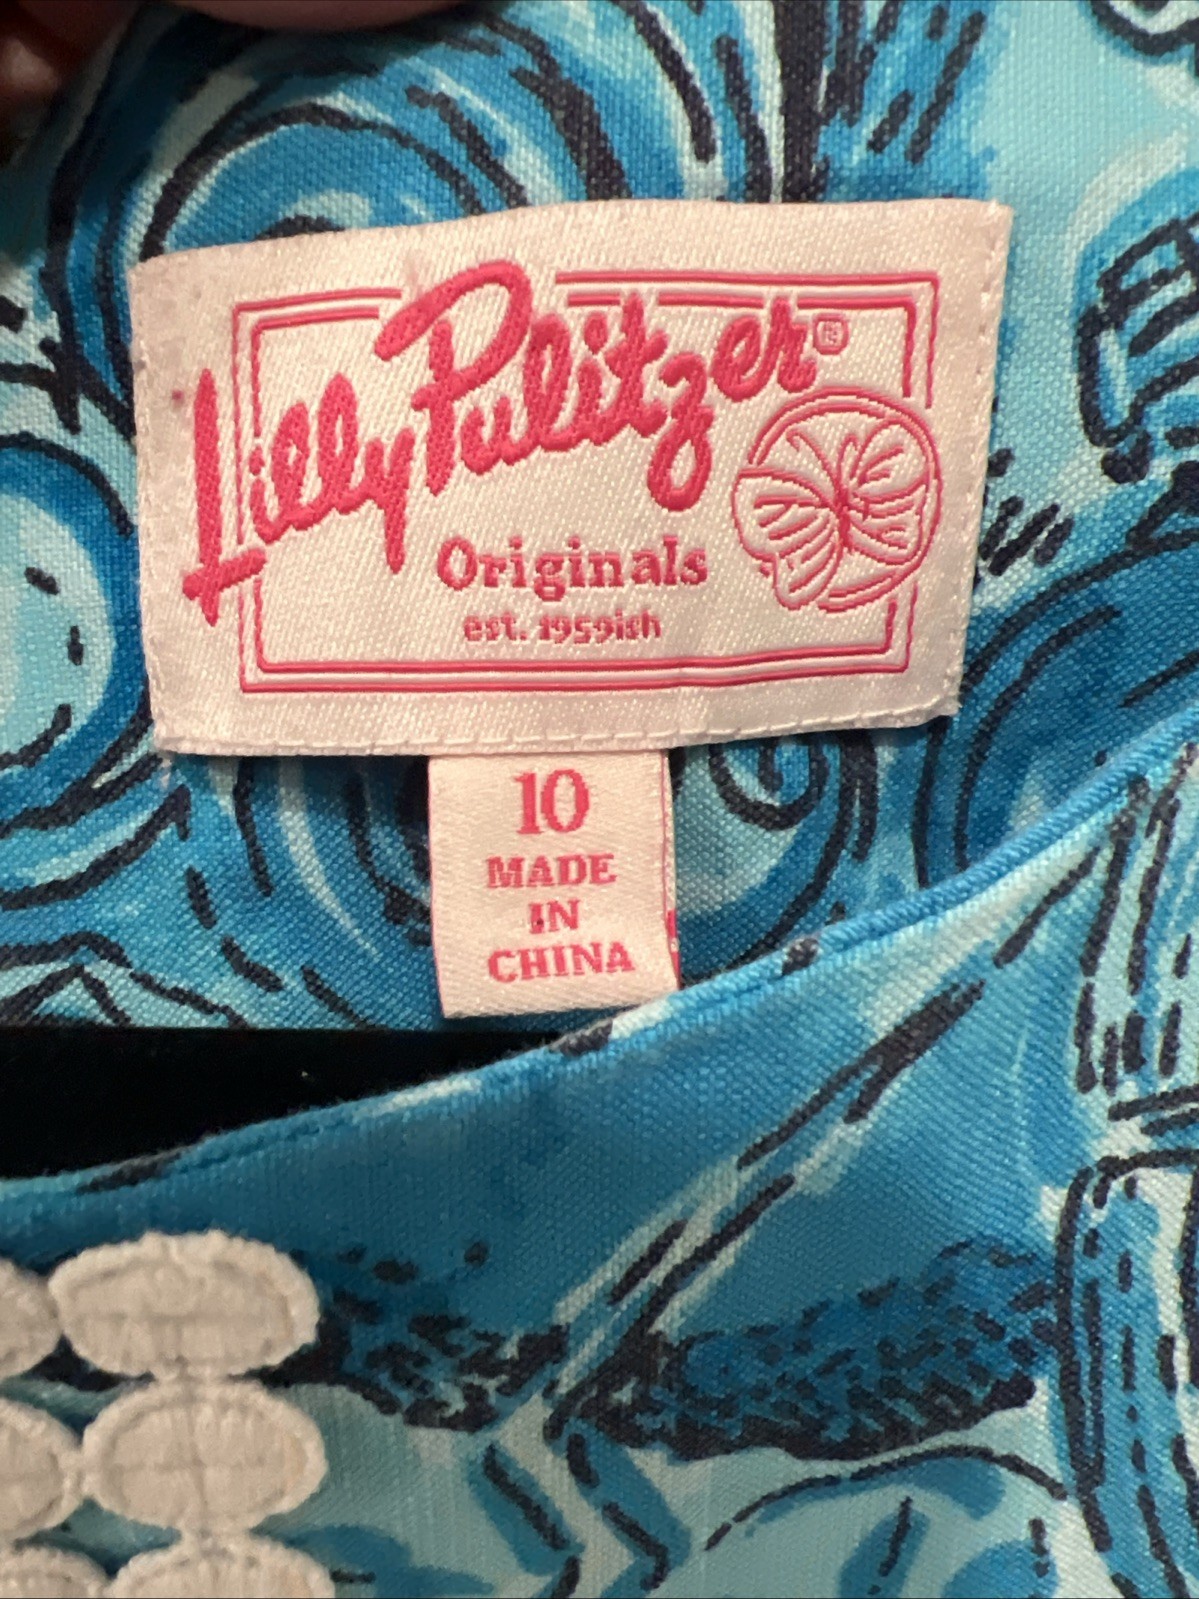 Lilly Pulitzer®
Originals
est. 1959ish
10
MADE
IN
CHINA